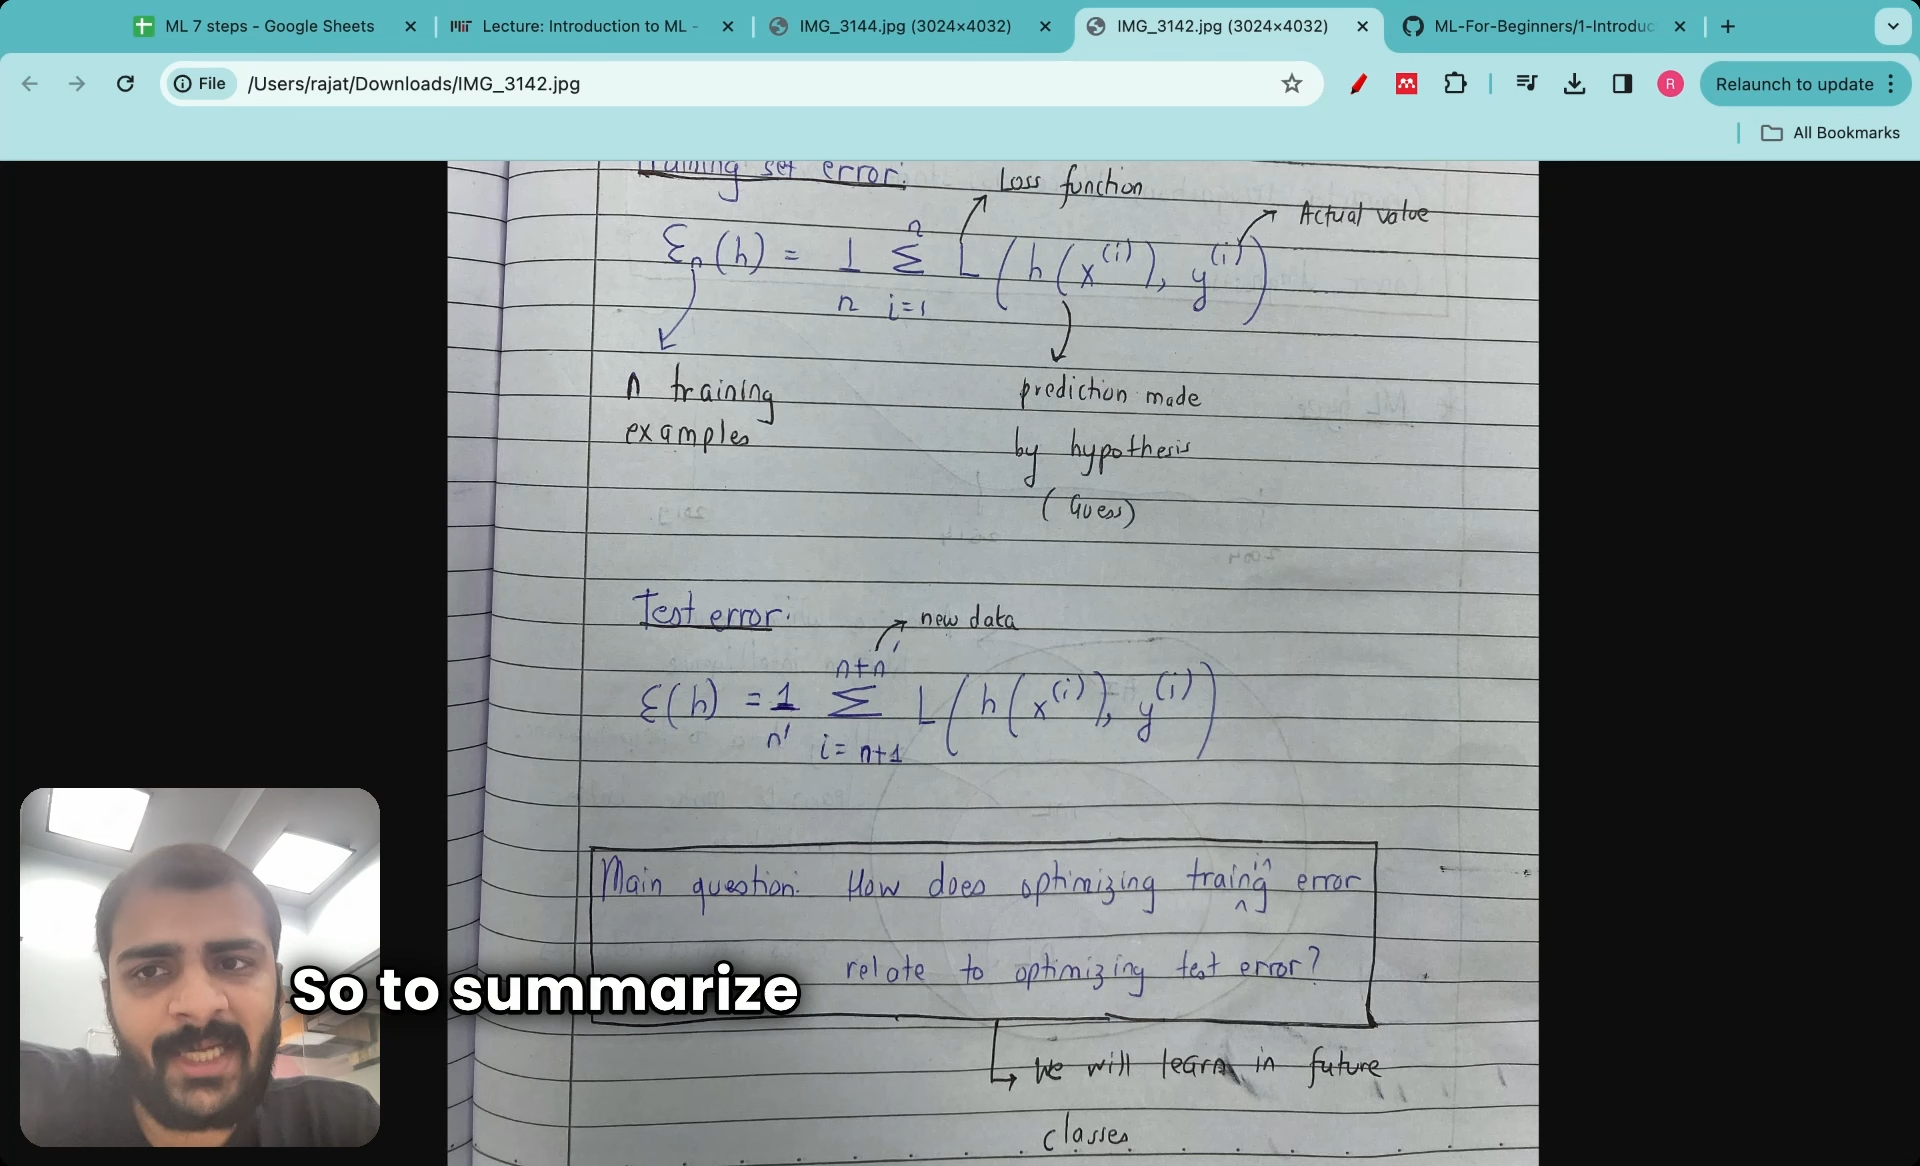 ML 7 steps - Google Sheets
Lecture: Introduction to ML -
IMG_3144.jpg (3024×4032)
IMG_3142.jpg (3024×4032)
ML-For-Beginners/1-Introduc
File
/Users/rajat/Downloads/IMG_3142.jpg
R
Relaunch to update
All Bookmarks
Training set error:
Loss function
Actual value
Ɛn(h) = 1/n Σ i=1 n L(h(x^(i)), y^(i))
n training
examples
prediction made
by hypothesis
(Guess)
Test error:
new data
Ɛ(h) = 1/n' Σ i=n+1 n+n' L(h(x^(i)), y^(i))
Main question: How does optimizing training error
relate to optimizing test error?
So to summarize
we will learn in future
classes